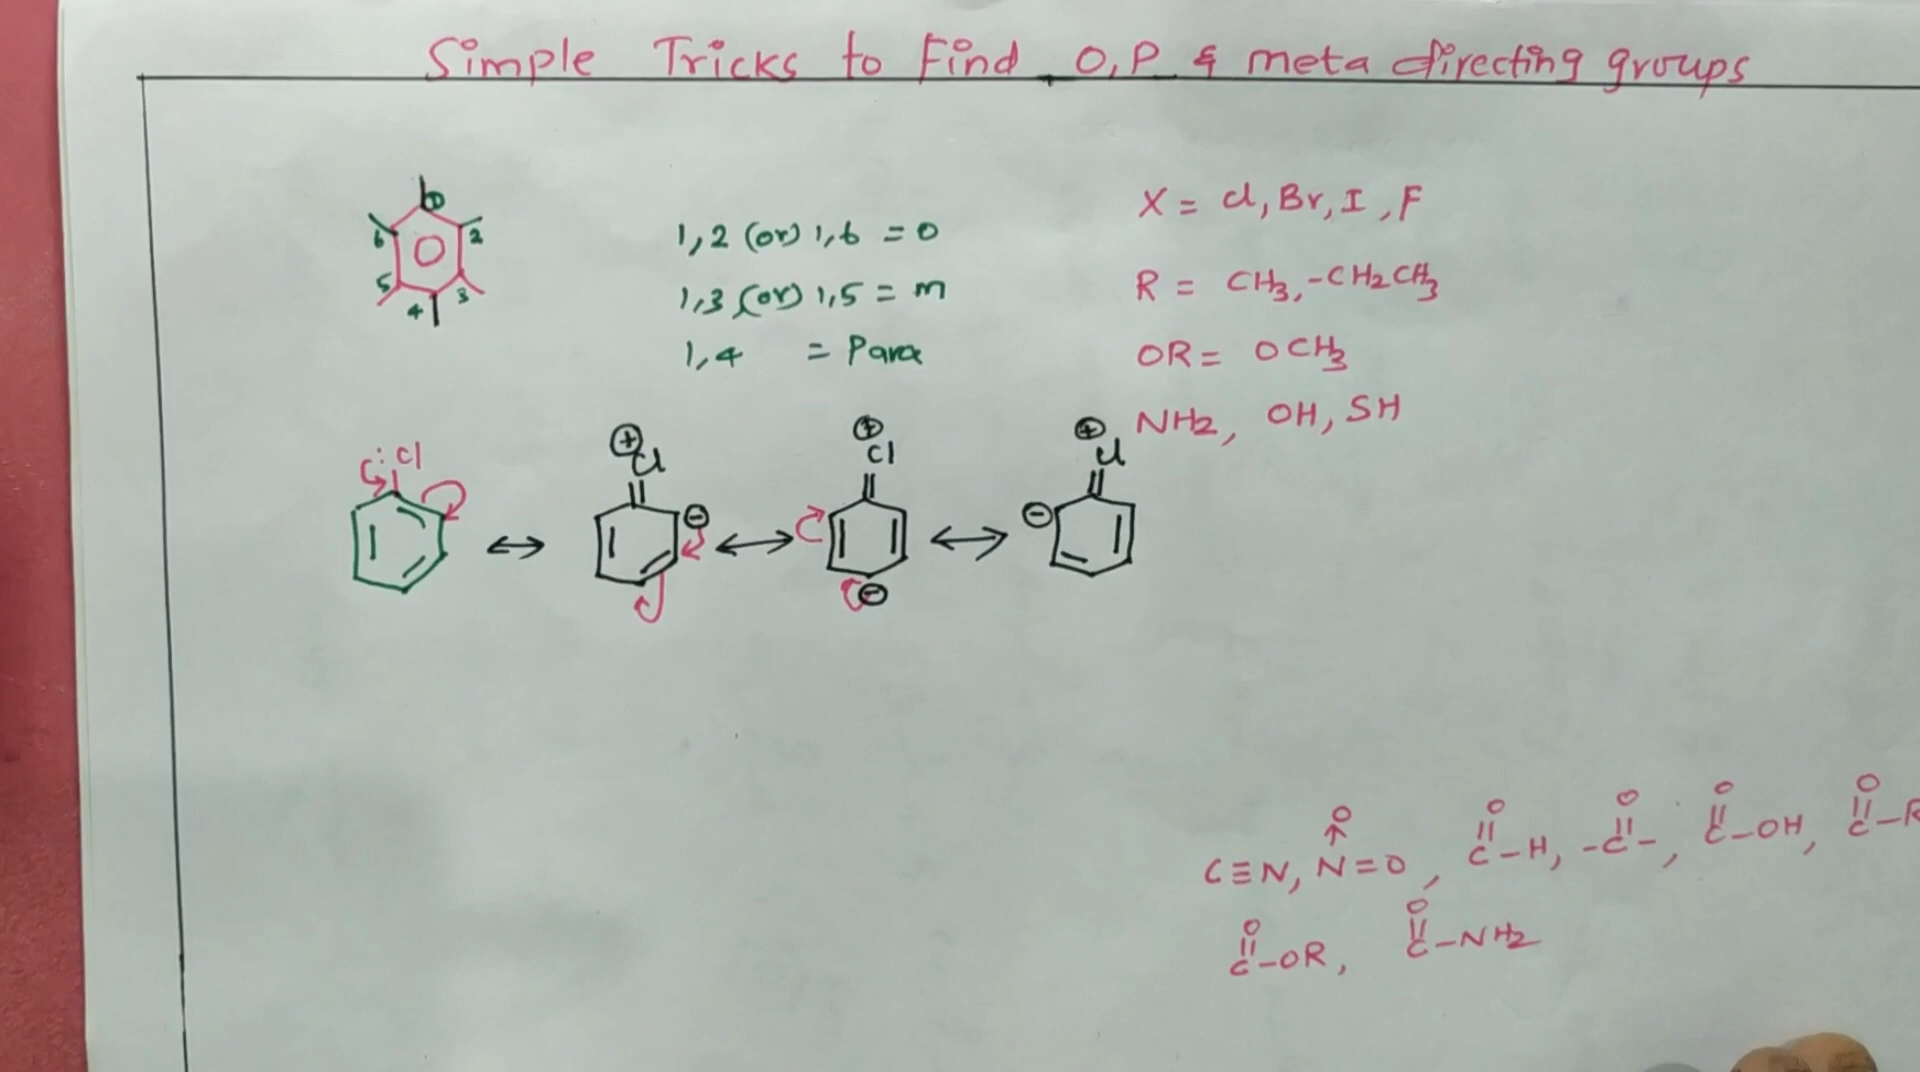 Simple Tricks to Find O,P & meta directing groups
1
6 2
5 3
4
1,2 (or) 1,6 = O
1,3 (or) 1,5 = m
1,4 = Para
X = Cl, Br, I, F
R = CH3, -CH2CH3
OR = OCH3
NH2, OH, SH
:Cl
⊕ ⊕ ⊕
Cl Cl Cl
⊖ ⊖
⊖
O O O O O
C≡N, N=O, C-H, -C-, C-OH, C-R
O O
C-OR, C-NH2